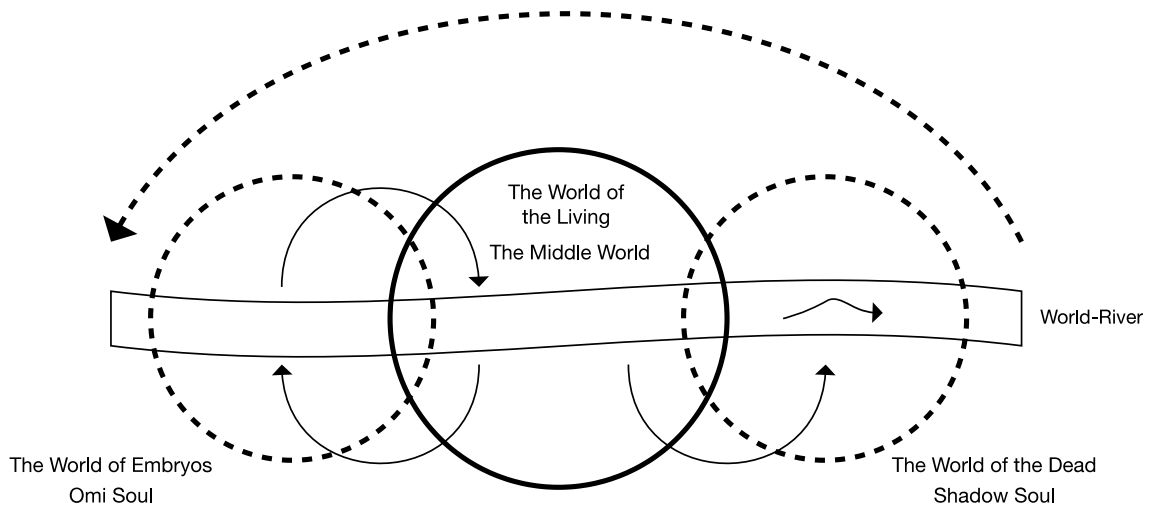 The World of
the Living
The Middle World
World-River
The World of Embryos
Omi Soul
The World of the Dead
Shadow Soul